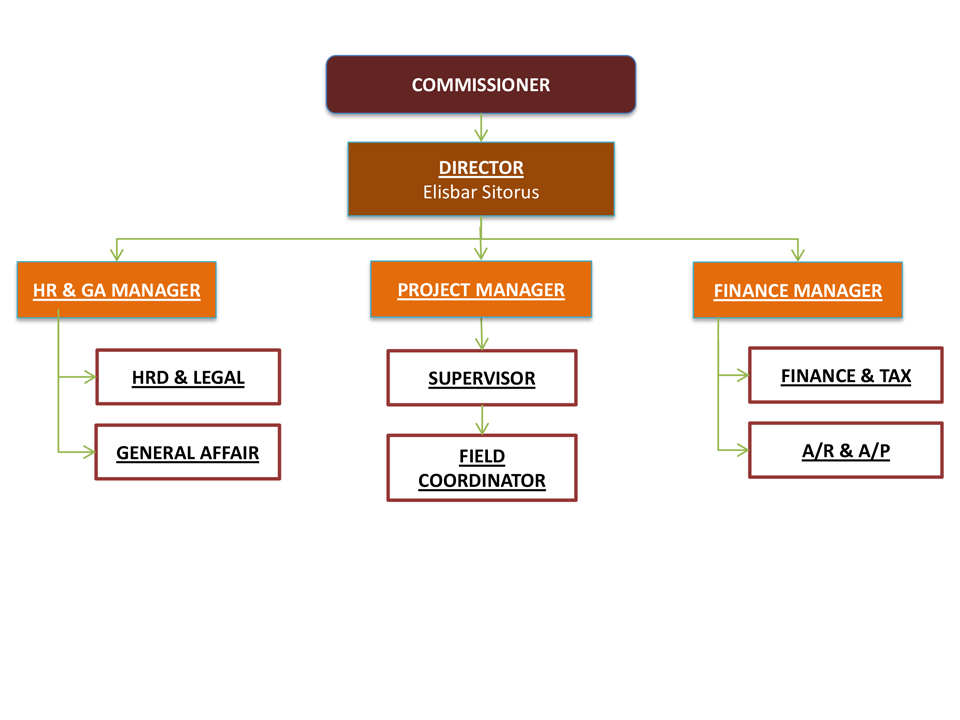 COMMISSIONER
DIRECTOR
Elisbar Sitorus
HR & GA MANAGER
PROJECT MANAGER
FINANCE MANAGER
HRD & LEGAL
SUPERVISOR
FINANCE & TAX
GENERAL AFFAIR
FIELD
COORDINATOR
A/R & A/P